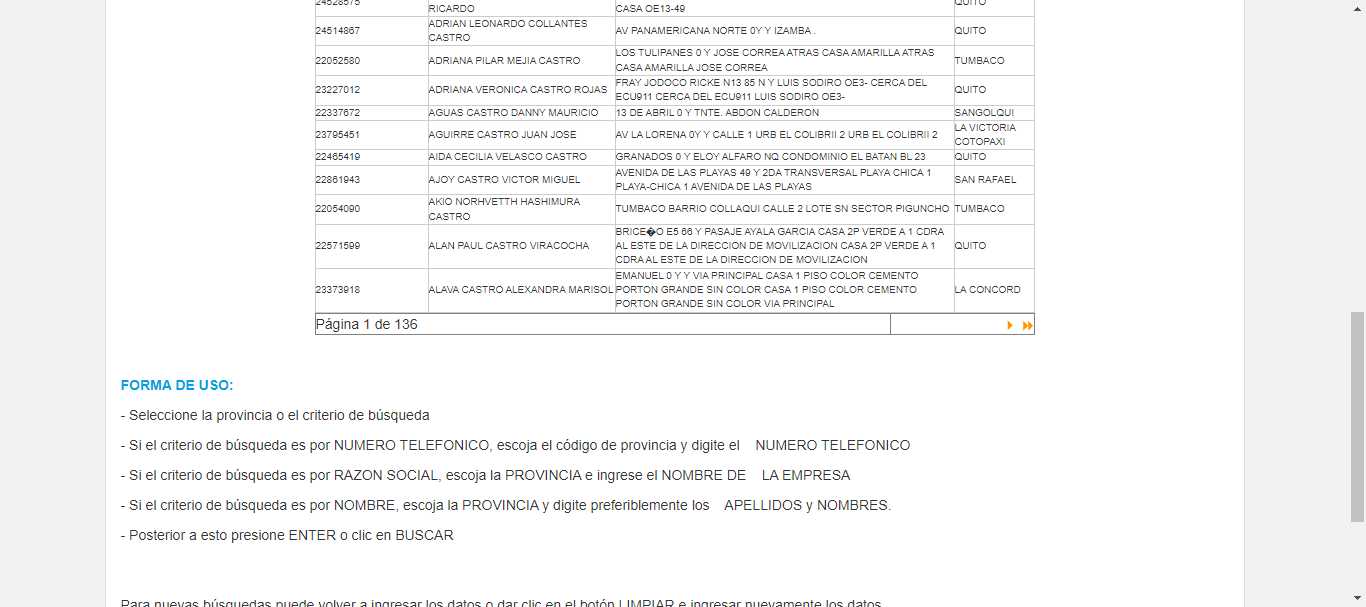 24528575 RICARDO CASA OE13-49 QUITO
24514867 ADRIAN LEONARDO COLLANTES CASTRO AV PANAMERICANA NORTE 0Y Y IZAMBA . QUITO
22052580 ADRIANA PILAR MEJIA CASTRO LOS TULIPANES 0 Y JOSE CORREA ATRAS CASA AMARILLA ATRAS CASA AMARILLA JOSE CORREA TUMBACO
23227012 ADRIANA VERONICA CASTRO ROJAS FRAY JODOCO RICKE N13 85 N Y LUIS SODIRO OE3- CERCA DEL ECU911 CERCA DEL ECU911 LUIS SODIRO OE3- QUITO
22337672 AGUAS CASTRO DANNY MAURICIO 13 DE ABRIL 0 Y TNTE. ABDON CALDERON SANGOLQUI
23795451 AGUIRRE CASTRO JUAN JOSE AV LA LORENA 0Y Y CALLE 1 URB EL COLIBRII 2 URB EL COLIBRII 2 LA VICTORIA COTOPAXI
22465419 AIDA CECILIA VELASCO CASTRO GRANADOS 0 Y ELOY ALFARO NQ CONDOMINIO EL BATAN BL 23 QUITO
22861943 AJOY CASTRO VICTOR MIGUEL AVENIDA DE LAS PLAYAS 49 Y 2DA TRANSVERSAL PLAYA CHICA 1 PLAYA-CHICA 1 AVENIDA DE LAS PLAYAS SAN RAFAEL
22054090 AKIO NORHVETTH HASHIMURA CASTRO TUMBACO BARRIO COLLAQUI CALLE 2 LOTE SN SECTOR PIGUNCHO TUMBACO
22571599 ALAN PAUL CASTRO VIRACOCHA BRICE�O E5 66 Y PASAJE AYALA GARCIA CASA 2P VERDE A 1 CDRA AL ESTE DE LA DIRECCION DE MOVILIZACION CASA 2P VERDE A 1 CDRA AL ESTE DE LA DIRECCION DE MOVILIZACION QUITO
23373918 ALAVA CASTRO ALEXANDRA MARISOL EMANUEL 0 Y Y VIA PRINCIPAL CASA 1 PISO COLOR CEMENTO PORTON GRANDE SIN COLOR CASA 1 PISO COLOR CEMENTO PORTON GRANDE SIN COLOR VIA PRINCIPAL LA CONCORD
Página 1 de 136
FORMA DE USO:
- Seleccione la provincia o el criterio de búsqueda
- Si el criterio de búsqueda es por NUMERO TELEFONICO, escoja el código de provincia y digite el NUMERO TELEFONICO
- Si el criterio de búsqueda es por RAZON SOCIAL, escoja la PROVINCIA e ingrese el NOMBRE DE LA EMPRESA
- Si el criterio de búsqueda es por NOMBRE, escoja la PROVINCIA y digite preferiblemente los APELLIDOS y NOMBRES.
- Posterior a esto presione ENTER o clic en BUSCAR
Para nuevas búsquedas puede volver a ingresar los datos o dar clic en el botón LIMPIAR e ingresar nuevamente los datos